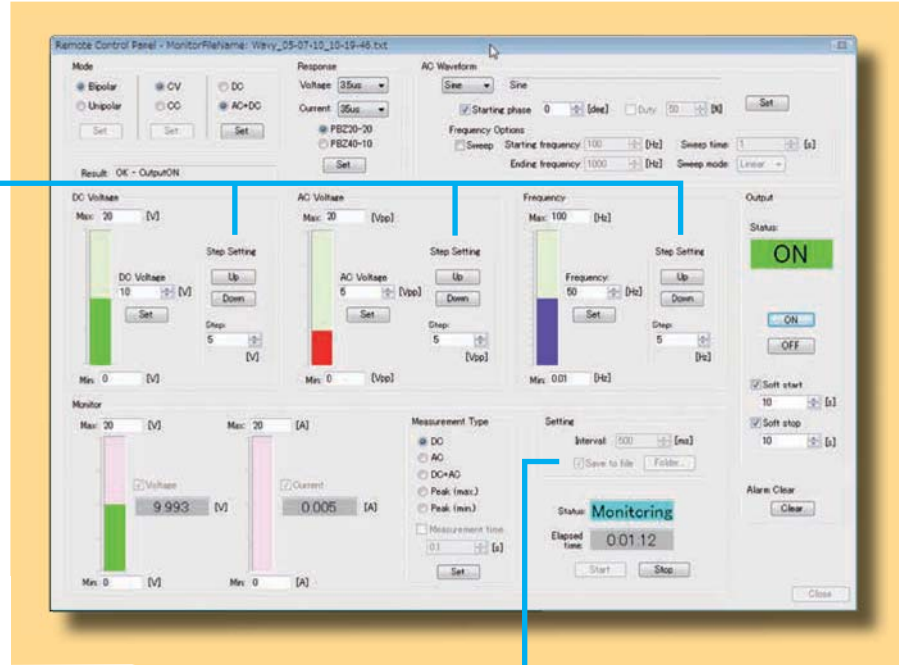 Remote Control Panel - MonitorFileName: Wavy_05-07-10_10-19-46.txt
Mode
Bipolar
Unipolar
Set
CV
CC
Set
DC
AC+DC
Set
Result: OK - OutputON
Response
Voltage 35us
Current 35us
PBZ20-20
PBZ40-10
Set
AC Waveform
Sine Sine
Starting phase 0 [deg] Duty 50 [%] Set
Frequency Options
Sweep Starting frequency 100 [Hz] Sweep time: 1 [s]
Ending frequency 1000 [Hz] Sweep mode: Linear
DC Voltage
Max: 20 [V]
DC Voltage
10 [V]
Set
Min: 0 [V]
Step Setting
Up
Down
Step:
5
[V]
AC Voltage
Max: 20 [Vpp]
AC Voltage
5 [Vpp]
Set
Min: 0 [Vpp]
Step Setting
Up
Down
Step:
5
[Vpp]
Frequency
Max: 100 [Hz]
Frequency:
50 [Hz]
Set
Min: 0.01 [Hz]
Step Setting
Up
Down
Step:
5
[Hz]
Output
Status:
ON
ON
OFF
Soft start
10 [s]
Soft stop
10 [s]
Alarm Clear
Clear
Monitor
Max: 20 [V]
Voltage
9.993 [V]
Min: 0 [V]
Max: 20 [A]
Current
0.005 [A]
Min: 0 [A]
Measurement Type
DC
AC
DC+AC
Peak (max.)
Peak (min.)
Measurement time:
0.1 [s]
Set
Setting
Interval: 500 [ms]
Save to file Folder...
Status: Monitoring
Elapsed time: 0:01:12
Start Stop
Close